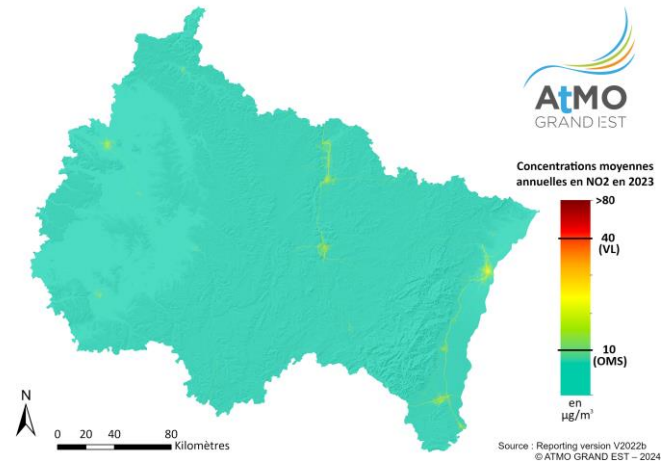 AtMO
GRAND EST
Concentrations moyennes
annuelles en NO2 en 2023
>80
40
(VL)
10
(OMS)
en
µg/m³
N
0 20 40 80
Kilomètres
Source : Reporting version V2022b
© ATMO GRAND EST – 2024